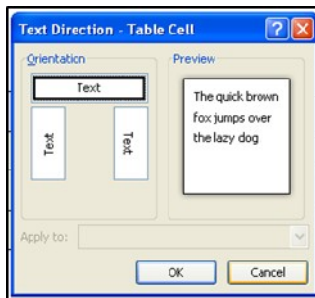 Text Direction - Table Cell
Orientation
Text
Text
Text
Preview
The quick brown
fox jumps over
the lazy dog
Apply to:
OK
Cancel